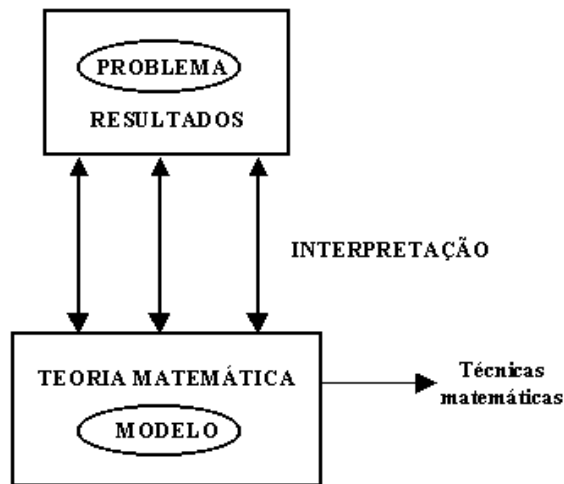 PROBLEMA
RESULTADOS
INTERPRETAÇÃO
TEORIA MATEMÁTICA
MODELO
Técnicas
matemáticas